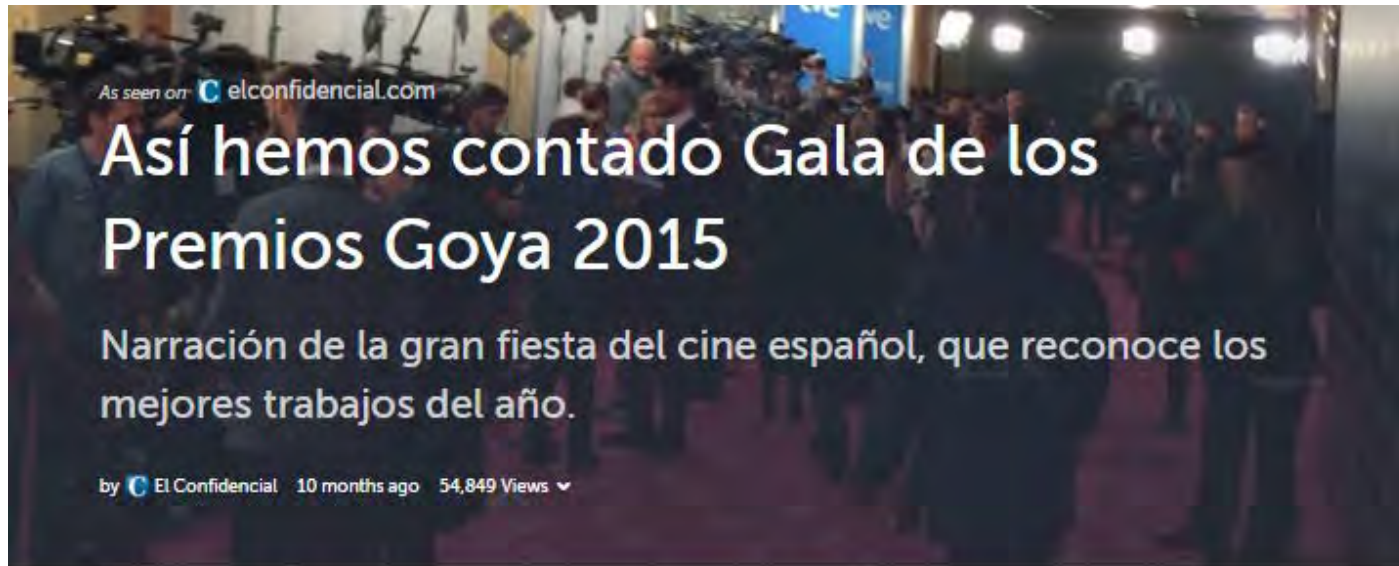 As seen on elconfidencial.com
Así hemos contado Gala de los
Premios Goya 2015
Narración de la gran fiesta del cine español, que reconoce los
mejores trabajos del año.
by El Confidencial 10 months ago 54,849 Views